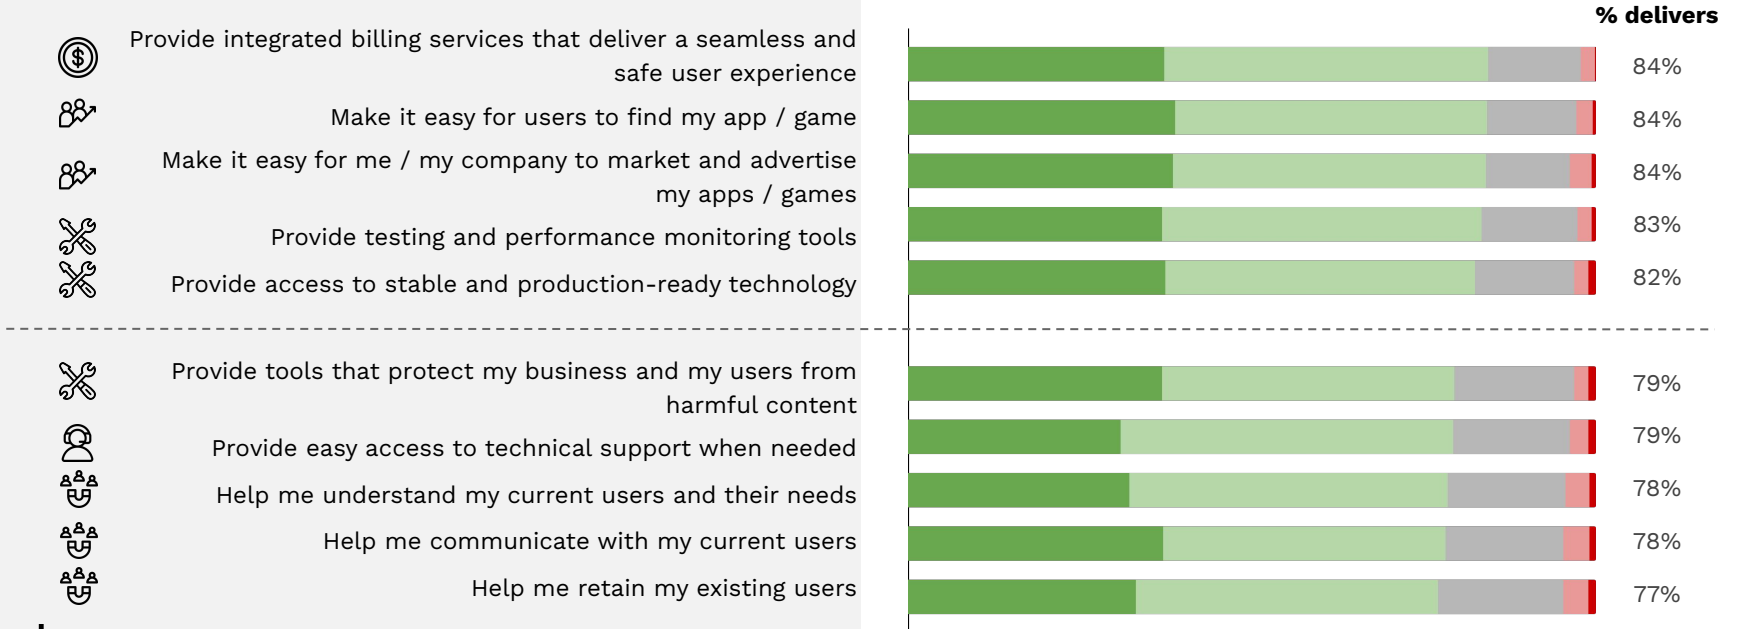 % delivers
Provide integrated billing services that deliver a seamless and
safe user experience
84%
Make it easy for users to find my app / game
84%
Make it easy for me / my company to market and advertise
my apps / games
84%
Provide testing and performance monitoring tools
83%
Provide access to stable and production-ready technology
82%
Provide tools that protect my business and my users from
harmful content
79%
Provide easy access to technical support when needed
79%
Help me understand my current users and their needs
78%
Help me communicate with my current users
78%
Help me retain my existing users
77%